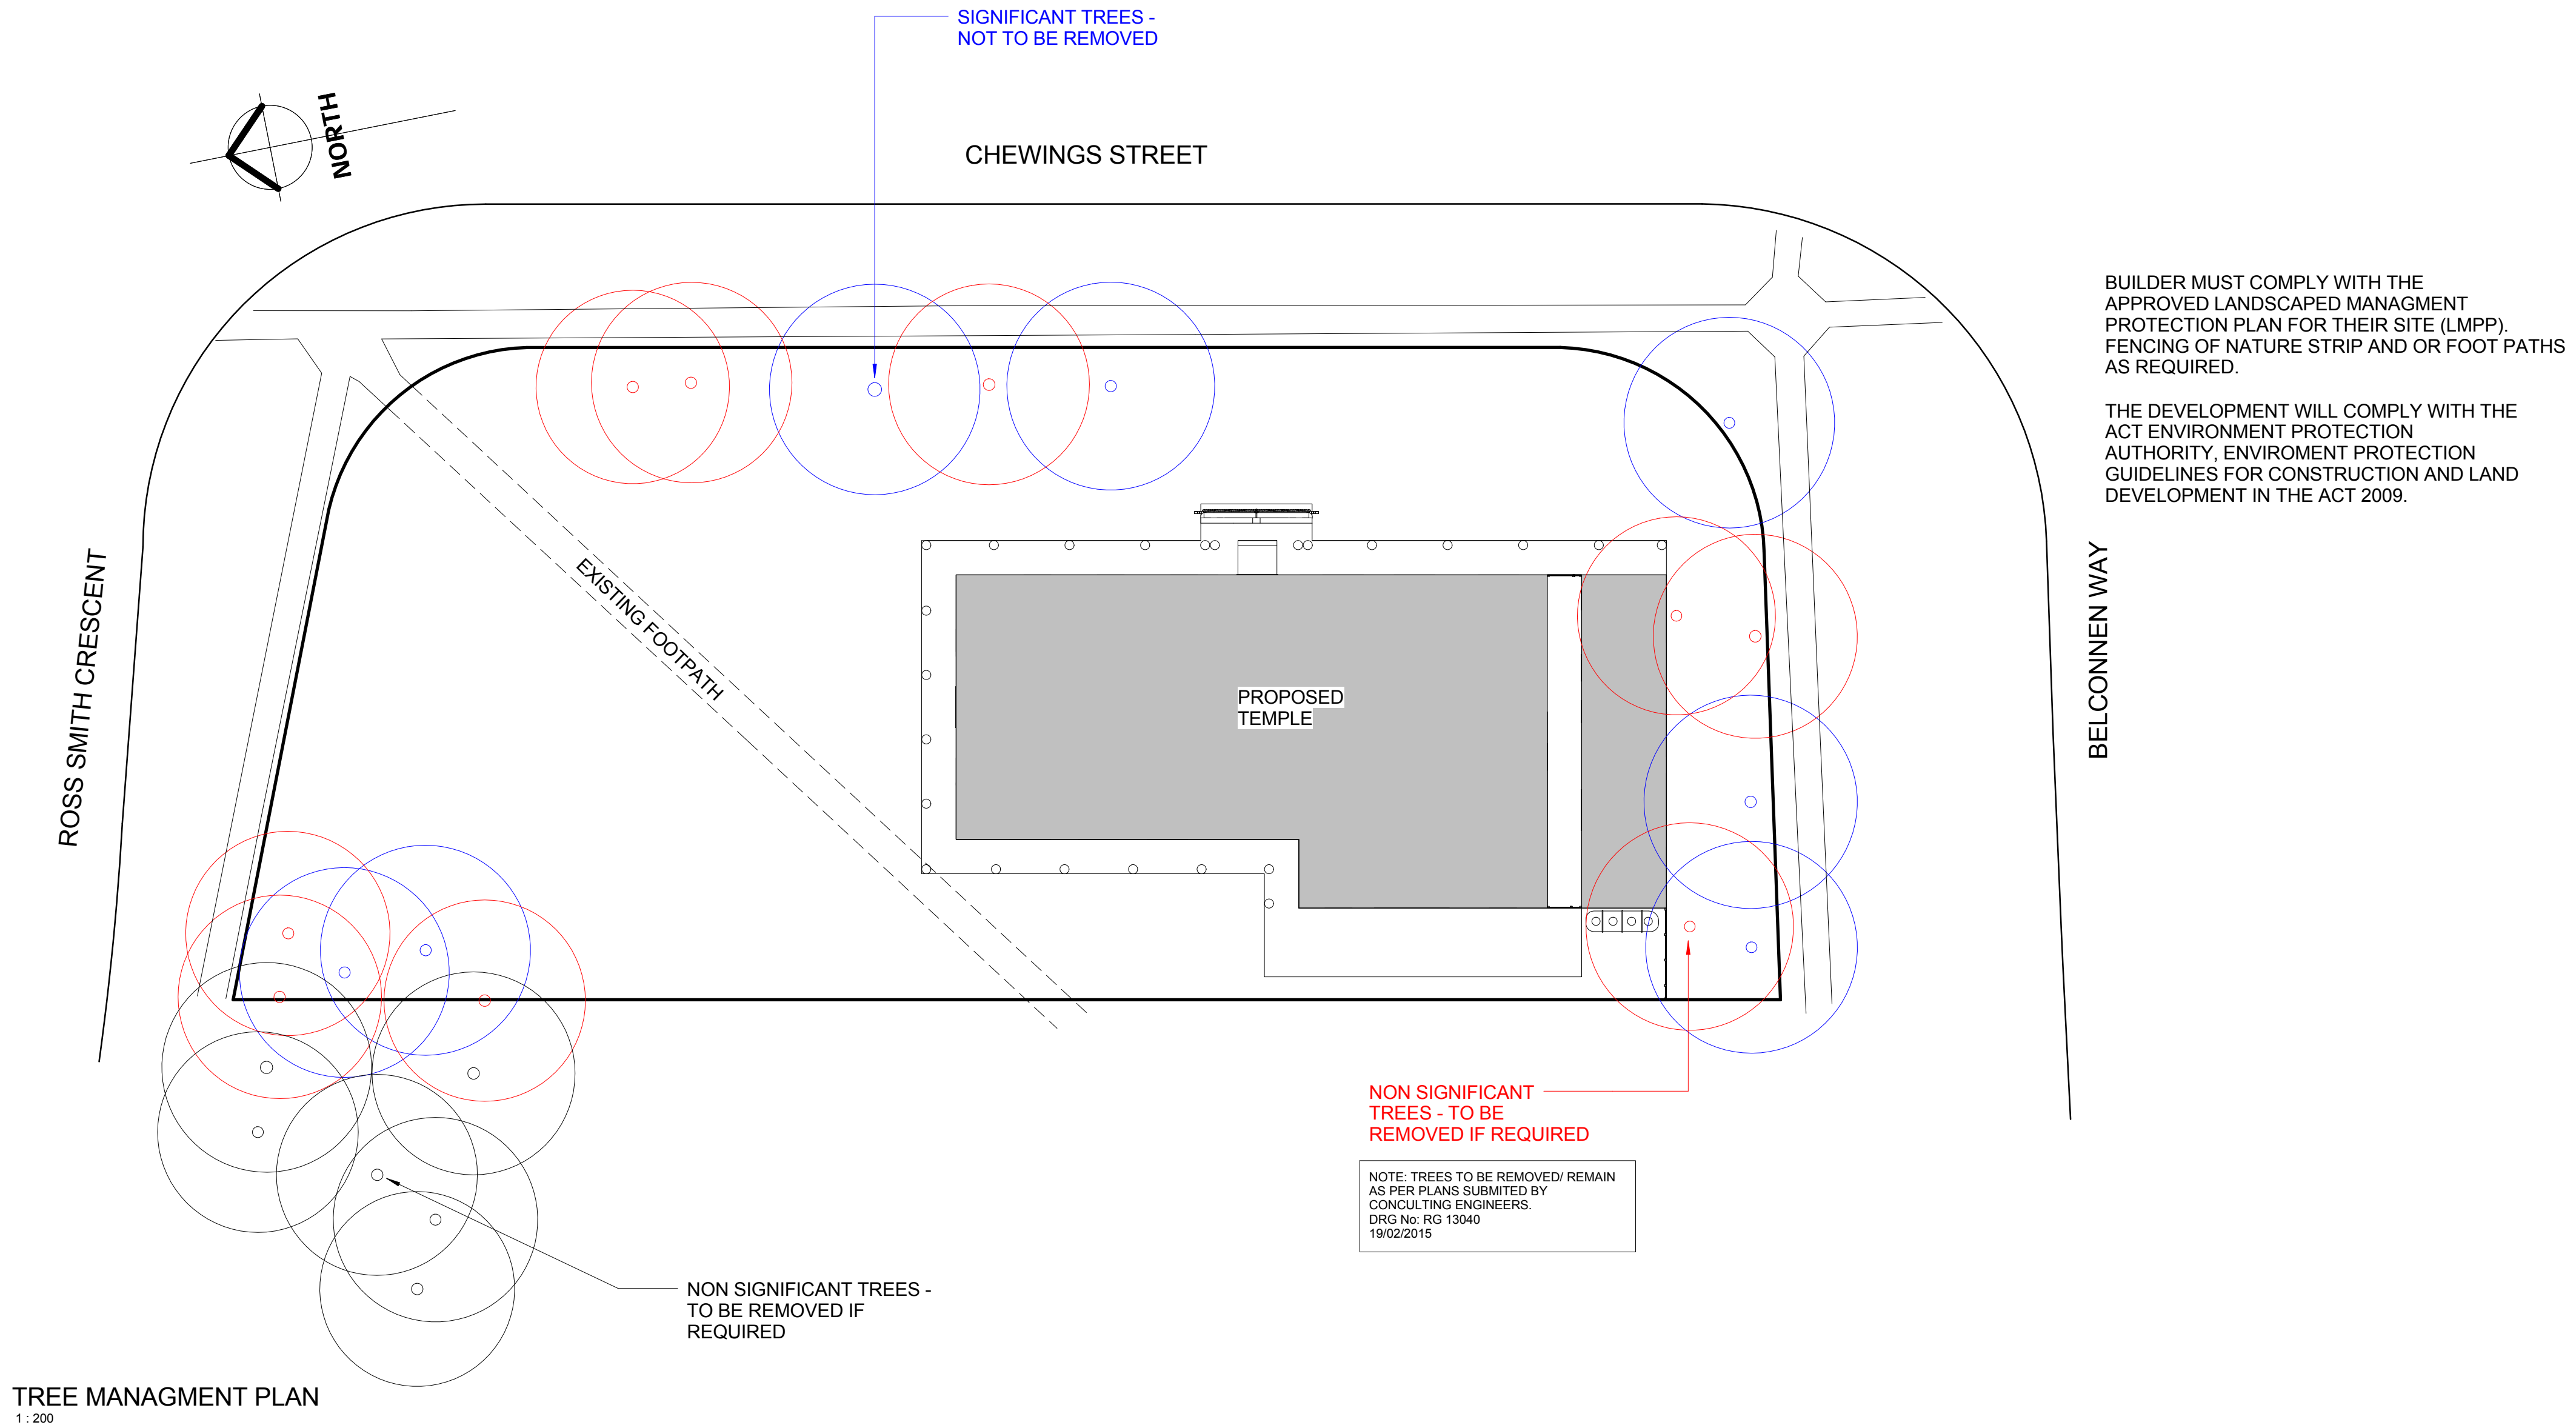 SIGNIFICANT TREES -
NOT TO BE REMOVED
NORTH
CHEWINGS STREET
BUILDER MUST COMPLY WITH THE
APPROVED LANDSCAPED MANAGMENT
PROTECTION PLAN FOR THEIR SITE (LMPP).
FENCING OF NATURE STRIP AND OR FOOT PATHS
AS REQUIRED.
THE DEVELOPMENT WILL COMPLY WITH THE
ACT ENVIRONMENT PROTECTION
AUTHORITY, ENVIROMENT PROTECTION
GUIDELINES FOR CONSTRUCTION AND LAND
DEVELOPMENT IN THE ACT 2009.
ROSS SMITH CRESCENT
EXISTING FOOTPATH
PROPOSED
TEMPLE
BELCONNEN WAY
NON SIGNIFICANT
TREES - TO BE
REMOVED IF REQUIRED
NOTE: TREES TO BE REMOVED/ REMAIN
AS PER PLANS SUBMITED BY
CONCULTING ENGINEERS.
DRG No: RG 13040
19/02/2015
NON SIGNIFICANT TREES -
TO BE REMOVED IF
REQUIRED
TREE MANAGMENT PLAN
1 : 200